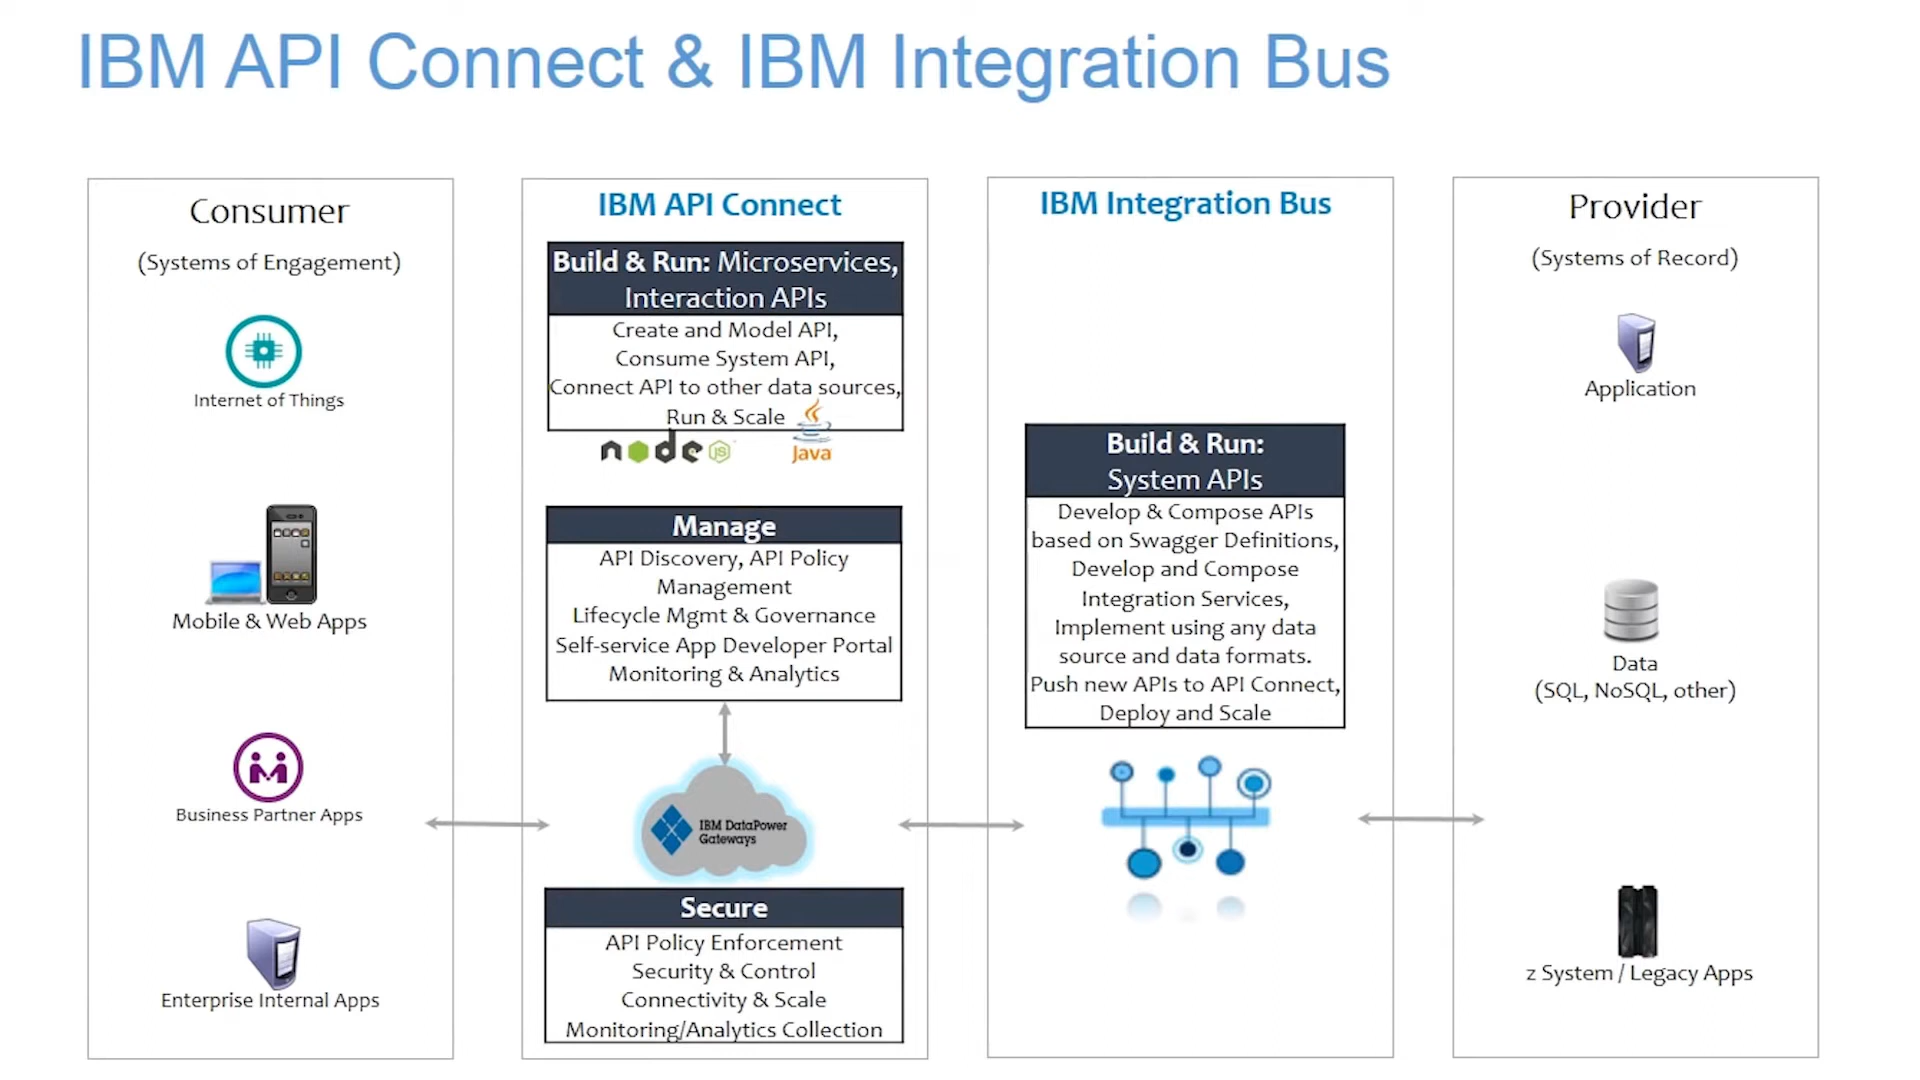 IBM API Connect & IBM Integration Bus
Consumer
(Systems of Engagement)
Internet of Things
Mobile & Web Apps
Business Partner Apps
Enterprise Internal Apps
IBM API Connect
Build & Run: Microservices,
Interaction APIs
Create and Model API,
Consume System API,
Connect API to other data sources,
Run & Scale
node
JS
Java
Manage
API Discovery, API Policy
Management
Lifecycle Mgmt & Governance
Self-service App Developer Portal
Monitoring & Analytics
IBM DataPower
Gateways
Secure
API Policy Enforcement
Security & Control
Connectivity & Scale
Monitoring/Analytics Collection
IBM Integration Bus
Build & Run:
System APIs
Develop & Compose APIs
based on Swagger Definitions,
Develop and Compose
Integration Services,
Implement using any data
source and data formats.
Push new APIs to API Connect,
Deploy and Scale
Provider
(Systems of Record)
Application
Data
(SQL, NoSQL, other)
z System / Legacy Apps